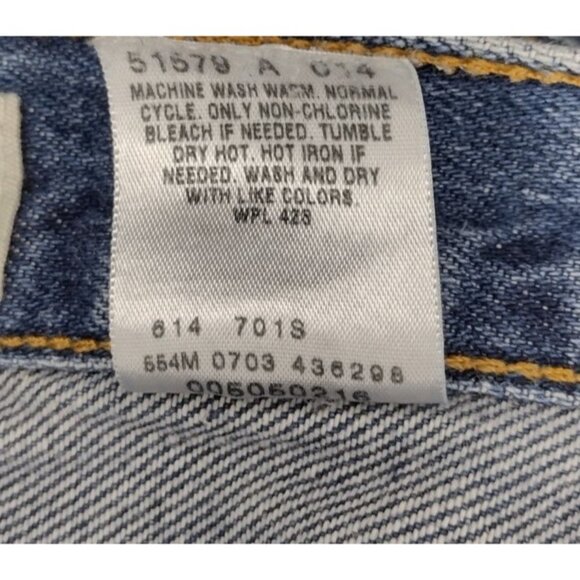 51579 A 614
MACHINE WASH WARM. NORMAL
CYCLE. ONLY NON-CHLORINE
BLEACH IF NEEDED. TUMBLE
DRY HOT. HOT IRON IF
NEEDED. WASH AND DRY
WITH LIKE COLORS.
WPL 423
614 701S
554M 0703 436298